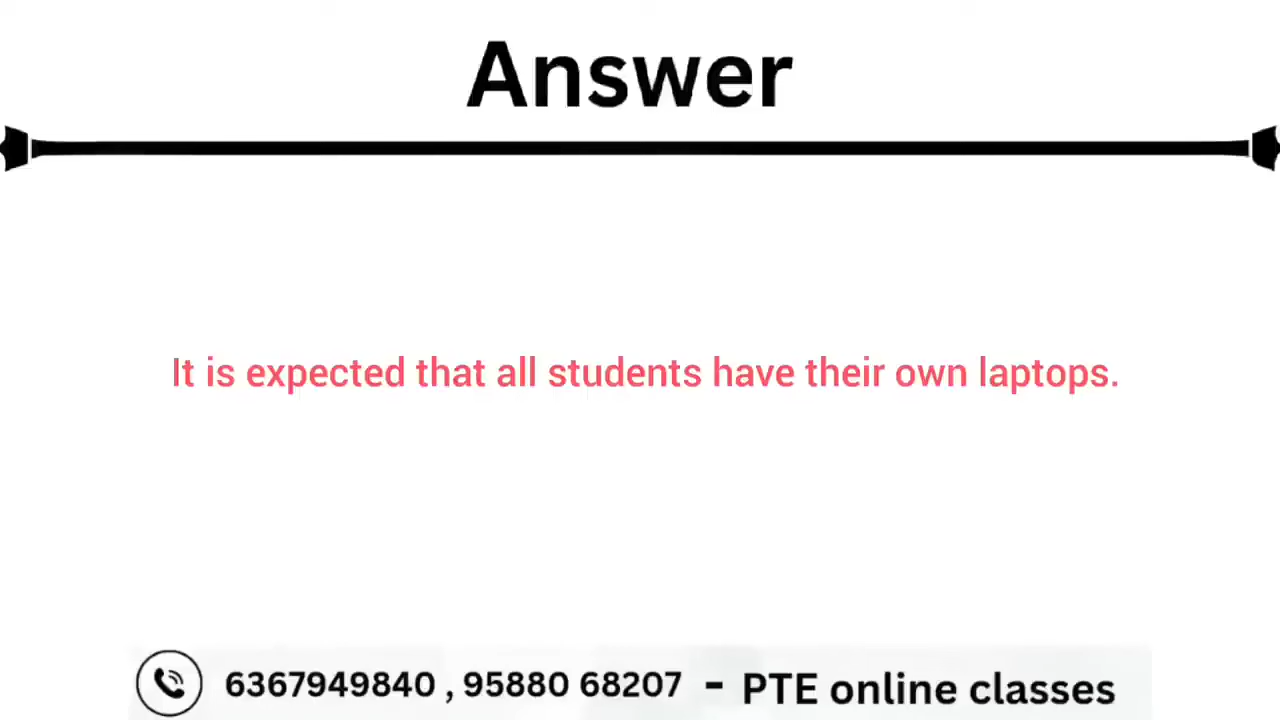 Answer
It is expected that all students have their own laptops.
6367949840 , 95880 68207 - PTE online classes